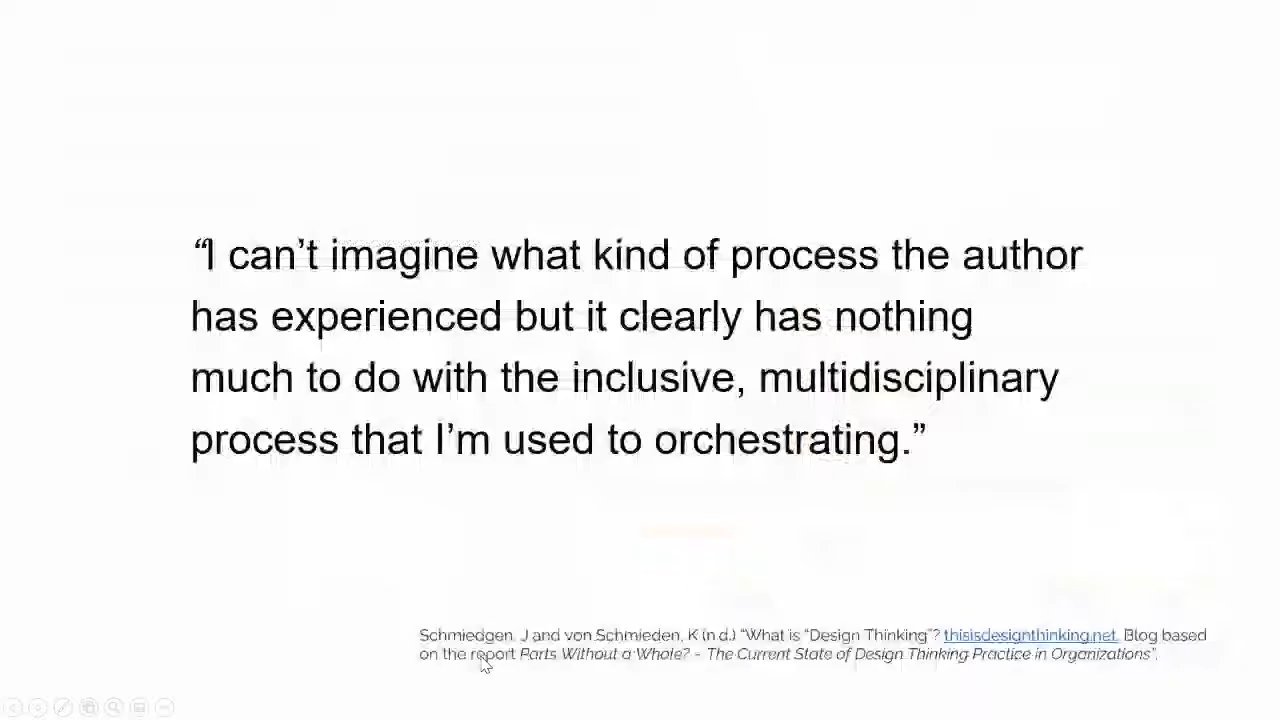 “I can’t imagine what kind of process the author
has experienced but it clearly has nothing
much to do with the inclusive, multidisciplinary
process that I’m used to orchestrating.”
Schmiedgen, J and von Schmieden, K (n.d.) “What is “Design Thinking”? thisisdesignthinking.net. Blog based
on the report Parts Without a Whole? - The Current State of Design Thinking Practice in Organizations”.